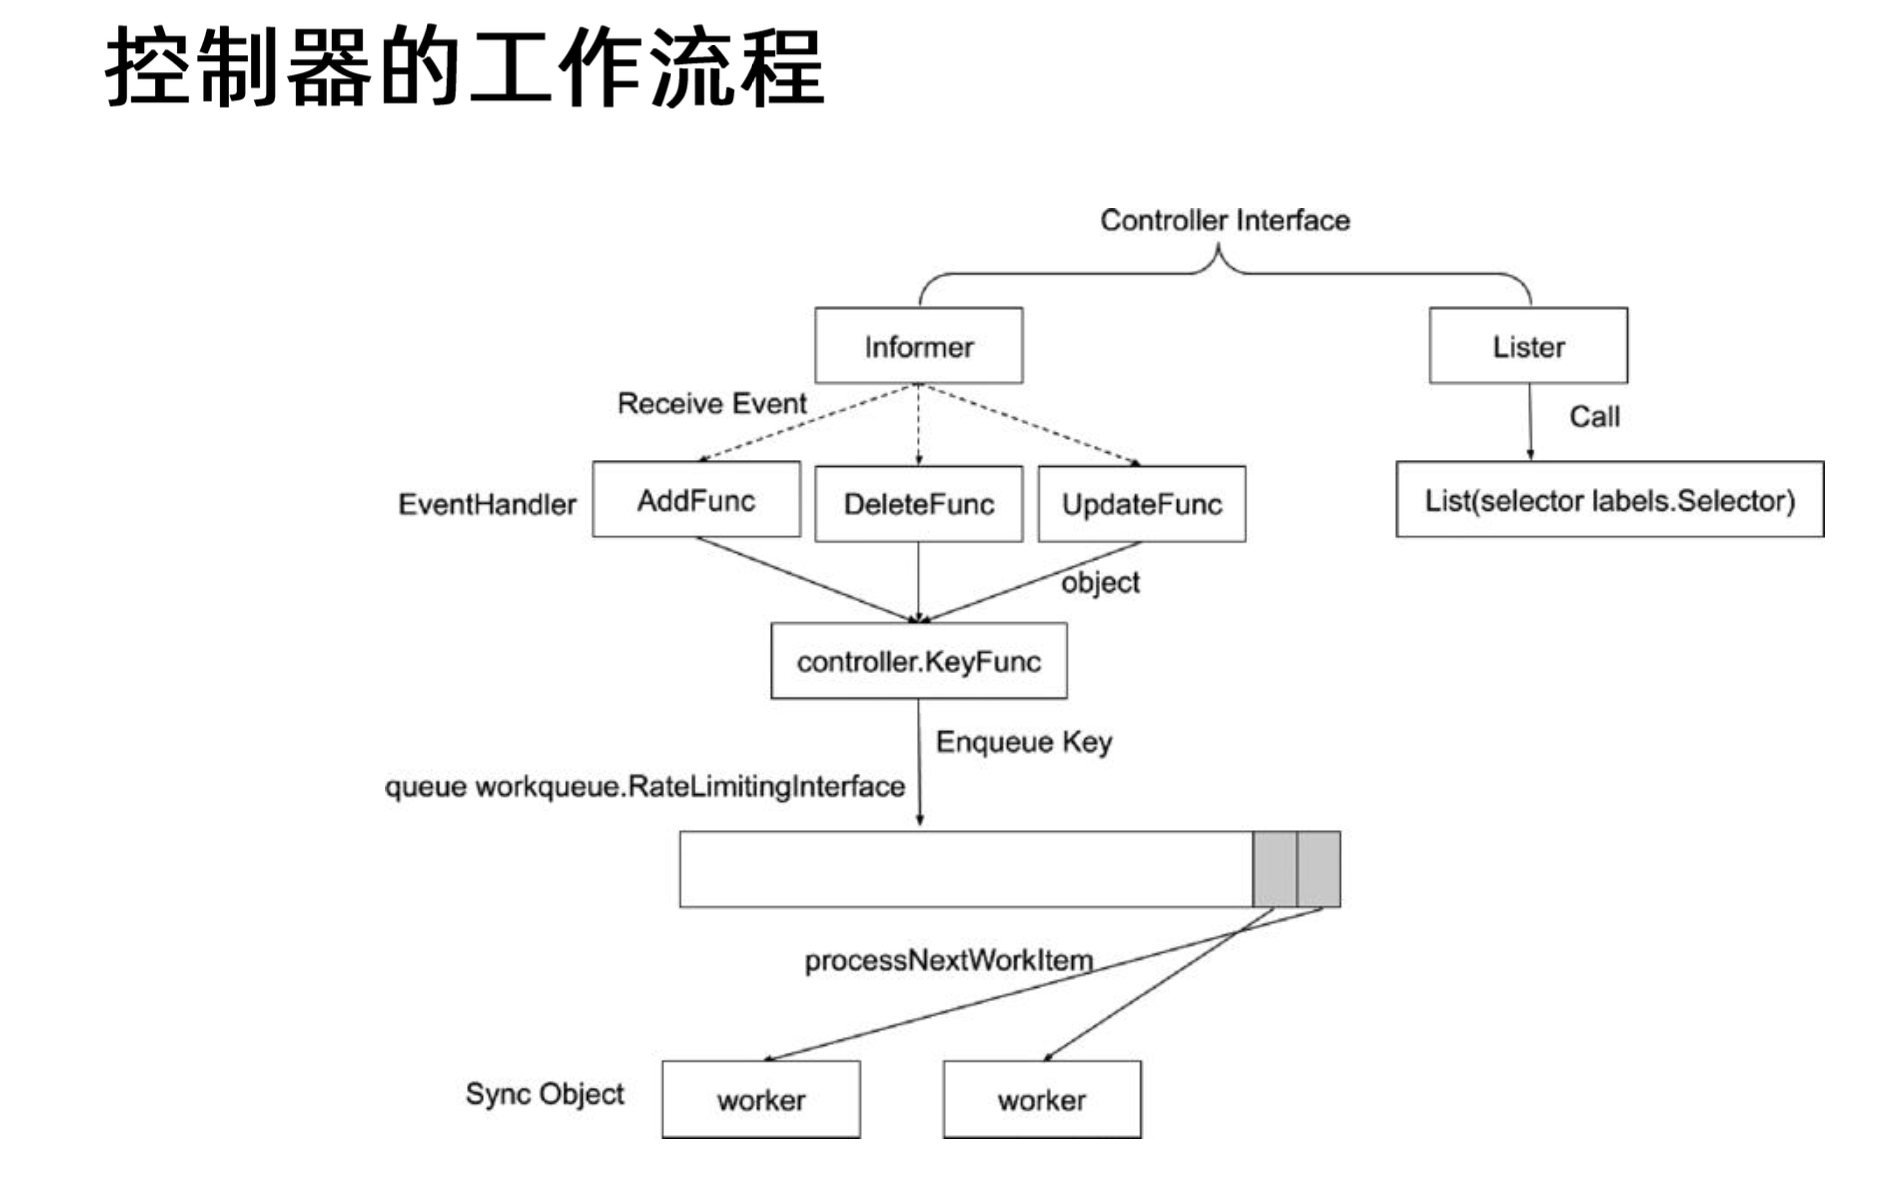 控制器的工作流程
Controller Interface
Informer
Lister
Receive Event
Call
EventHandler
AddFunc
DeleteFunc
UpdateFunc
List(selector labels.Selector)
object
controller.KeyFunc
Enqueue Key
queue workqueue.RateLimitingInterface
processNextWorkItem
Sync Object
worker
worker